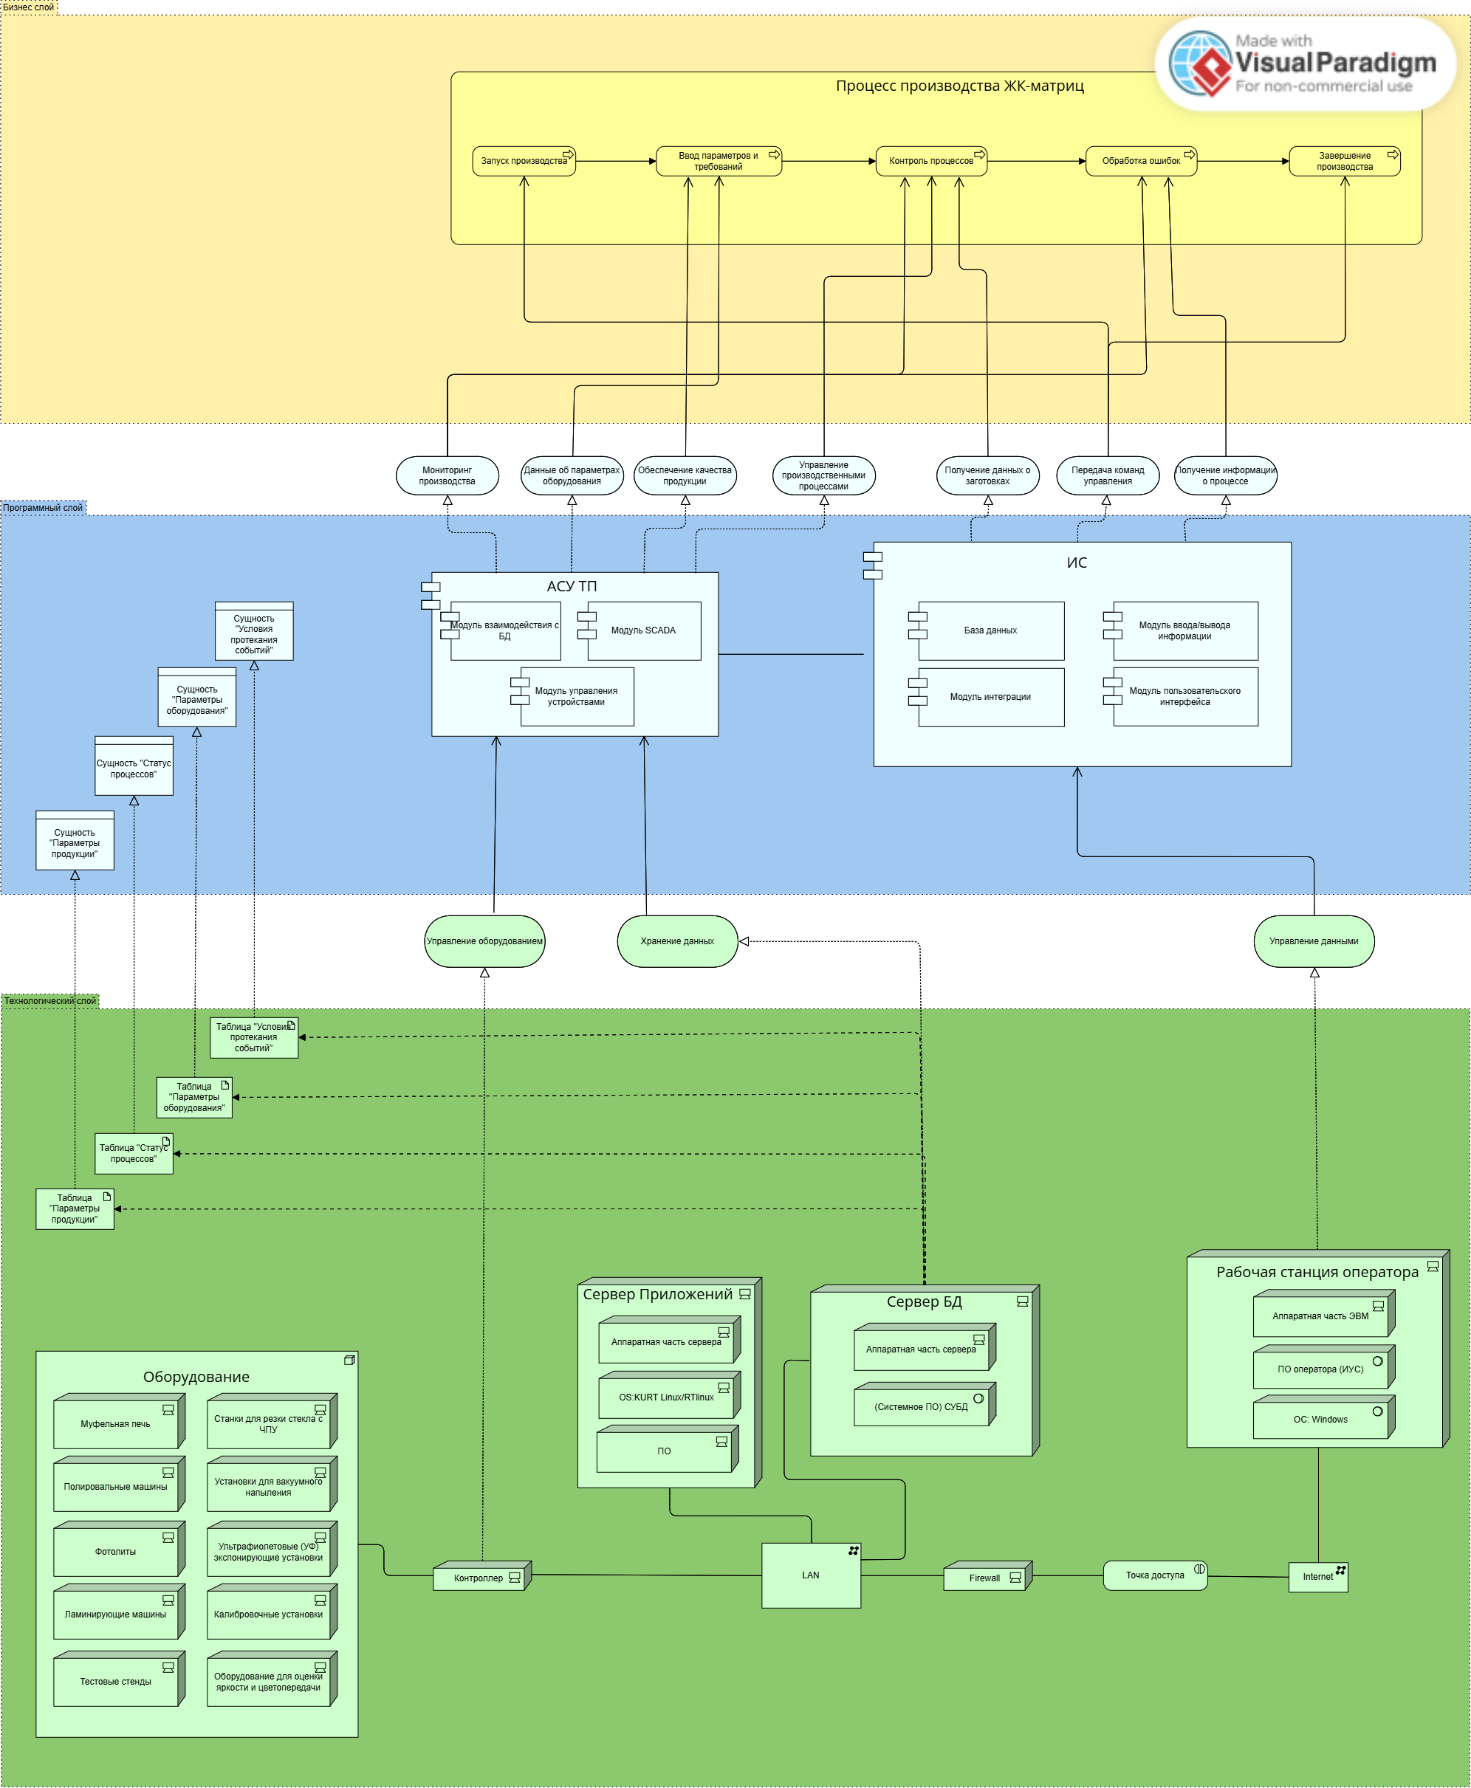 Бизнес слой
Made with
VisualParadigm
For non-commercial use
Процесс производства ЖК-матриц
Запуск производства
Ввод параметров и
требований
Контроль процессов
Обработка ошибок
Завершение
производства
Мониторинг
производства
Данные об параметрах
оборудования
Обеспечение качества
продукции
Управление
производственными
процессами
Получение данных о
заготовках
Передача команд
управления
Получение информации
о процессе
Программный слой
АСУ ТП
Модуль взаимодействия с
БД
Модуль SCADA
Модуль управления
устройствами
ИС
База данных
Модуль ввода/вывода
информации
Модуль интеграции
Модуль пользовательского
интерфейса
Сущность
"Условия
протекания
событий"
Сущность
"Параметры
оборудования"
Сущность "Статус
процессов"
Сущность
"Параметры
продукции"
Управление оборудованием
Хранение данных
Управление данными
Технологический слой
Таблица "Условия
протекания
событий"
Таблица
"Параметры
оборудования"
Таблица "Статус
процессов"
Таблица
"Параметры
продукции"
Сервер Приложений
Аппаратная часть сервера
OS:KURT Linux/RTlinux
ПО
Сервер БД
Аппаратная часть сервера
(Системное ПО) СУБД
Рабочая станция оператора
Аппаратная часть ЭВМ
ПО оператора (ИУС)
ОС: Windows
Оборудование
Муфельная печь
Станки для резки стекла с
ЧПУ
Полировальные машины
Установки для вакуумного
напыления
Фотолиты
Ультрафиолетовые (УФ)
экспонирующие установки
Ламинирующие машины
Калибровочные установки
Тестовые стенды
Оборудование для оценки
яркости и цветопередачи
Контроллер
LAN
Firewall
Точка доступа
Internet